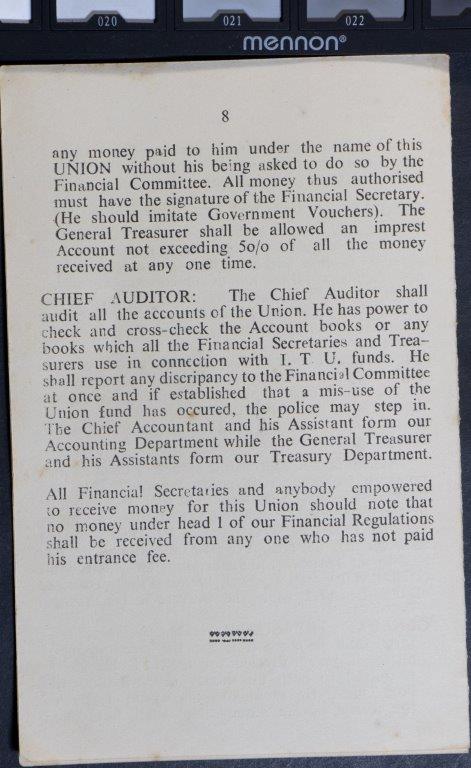 020 021 022
mennon®
8
any money paid to him under the name of this
UNION without his being asked to do so by the
Financial Committee. All money thus authorised
must have the signature of the Financial Secretary.
(He should imitate Government Vouchers). The
General Treasurer shall be allowed an imprest
Account not exceeding 5o/o of all the money
received at any one time.
CHIEF AUDITOR: The Chief Auditor shall
audit all the accounts of the Union. He has power to
check and cross-check the Account books or any
books which all the Financial Secretaries and Trea-
surers use in connection with I. T. U. funds. He
shall report any discripancy to the Financial Committee
at once and if established that a mis-use of the
Union fund has occured, the police may step in.
The Chief Accountant and his Assistant form our
Accounting Department while the General Treasurer
and his Assistants form our Treasury Department.
All Financial Secretaries and anybody empowered
to receive money for this Union should note that
no money under head 1 of our Financial Regulations
shall be received from any one who has not paid
his entrance fee.